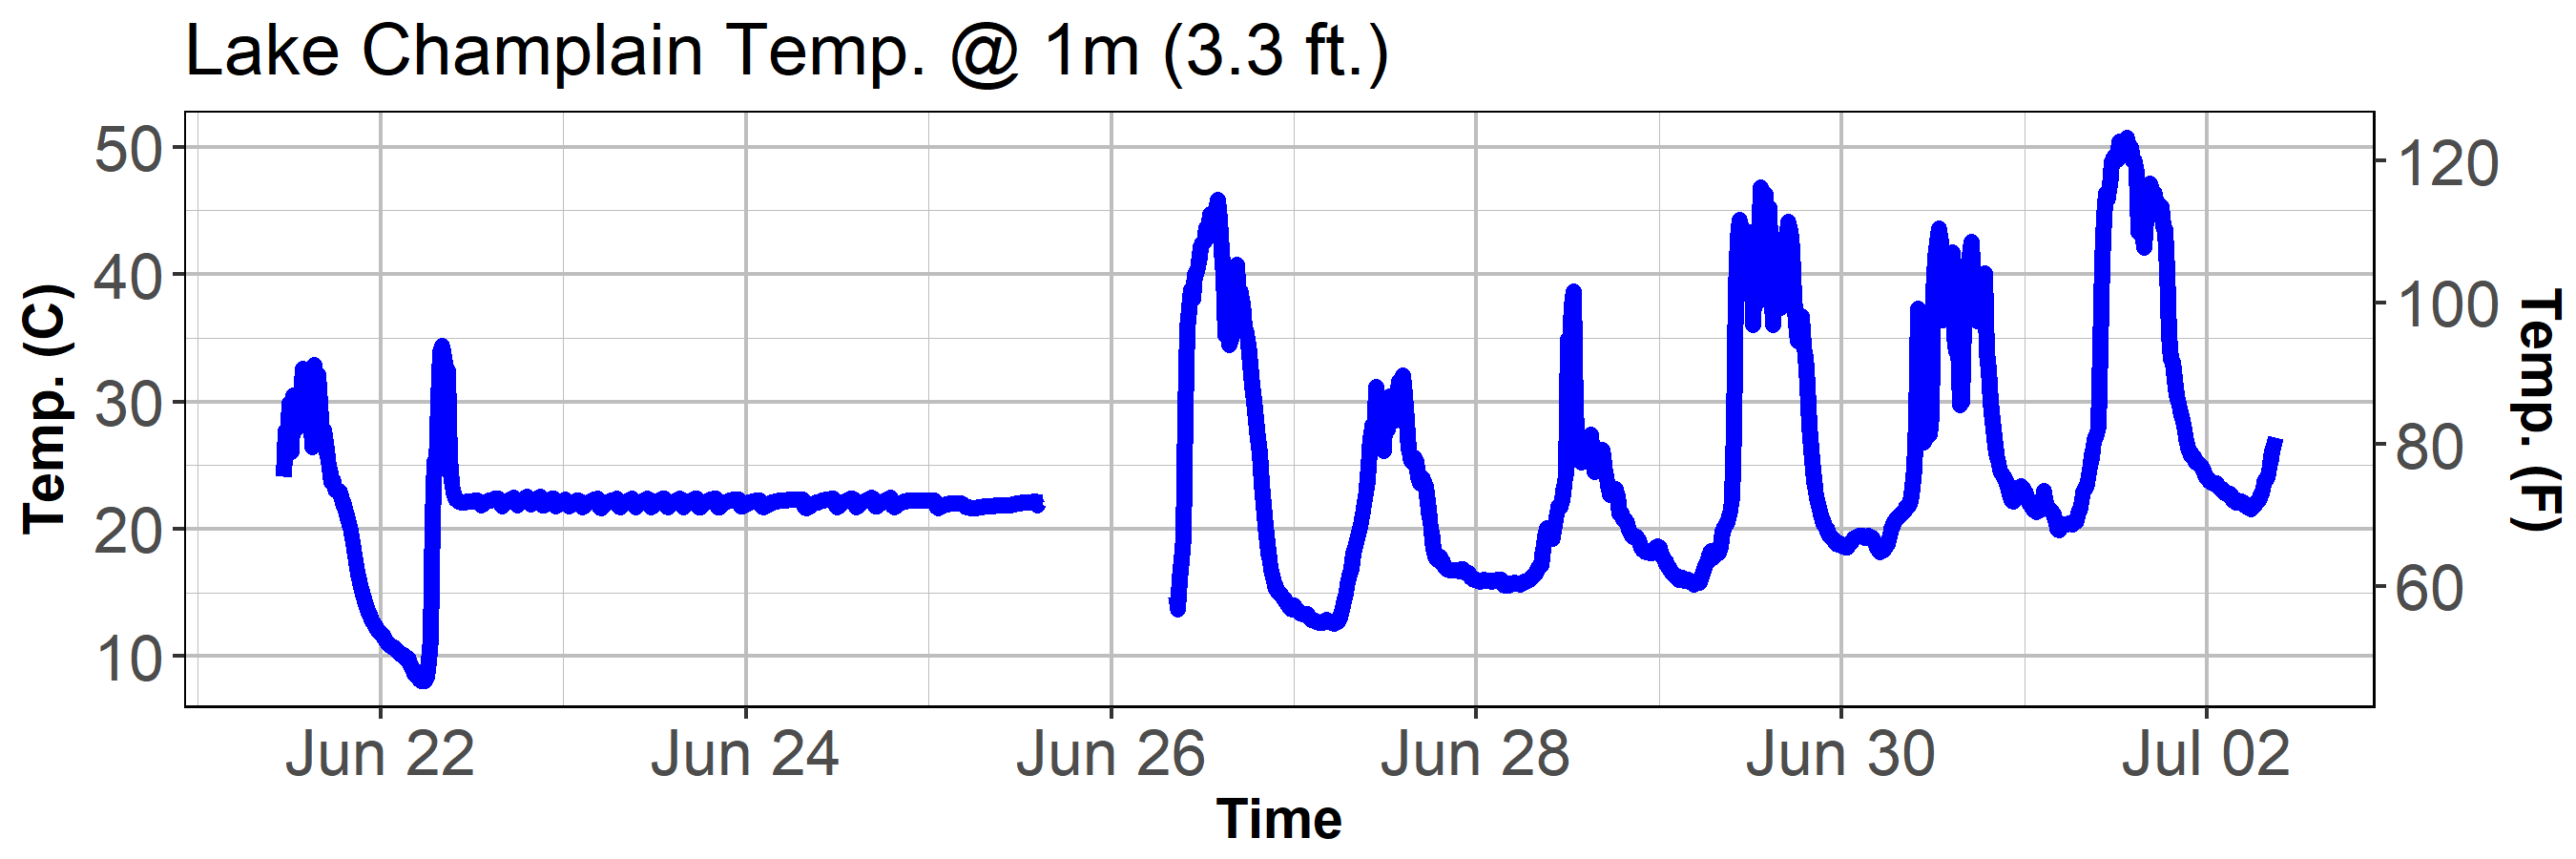 Lake Champlain Temp. @ 1m (3.3 ft.)
50
40
30
20
10
Temp. (C)
120
100
80
60
Temp. (F)
Jun 22 Jun 24 Jun 26 Jun 28 Jun 30 Jul 02
Time